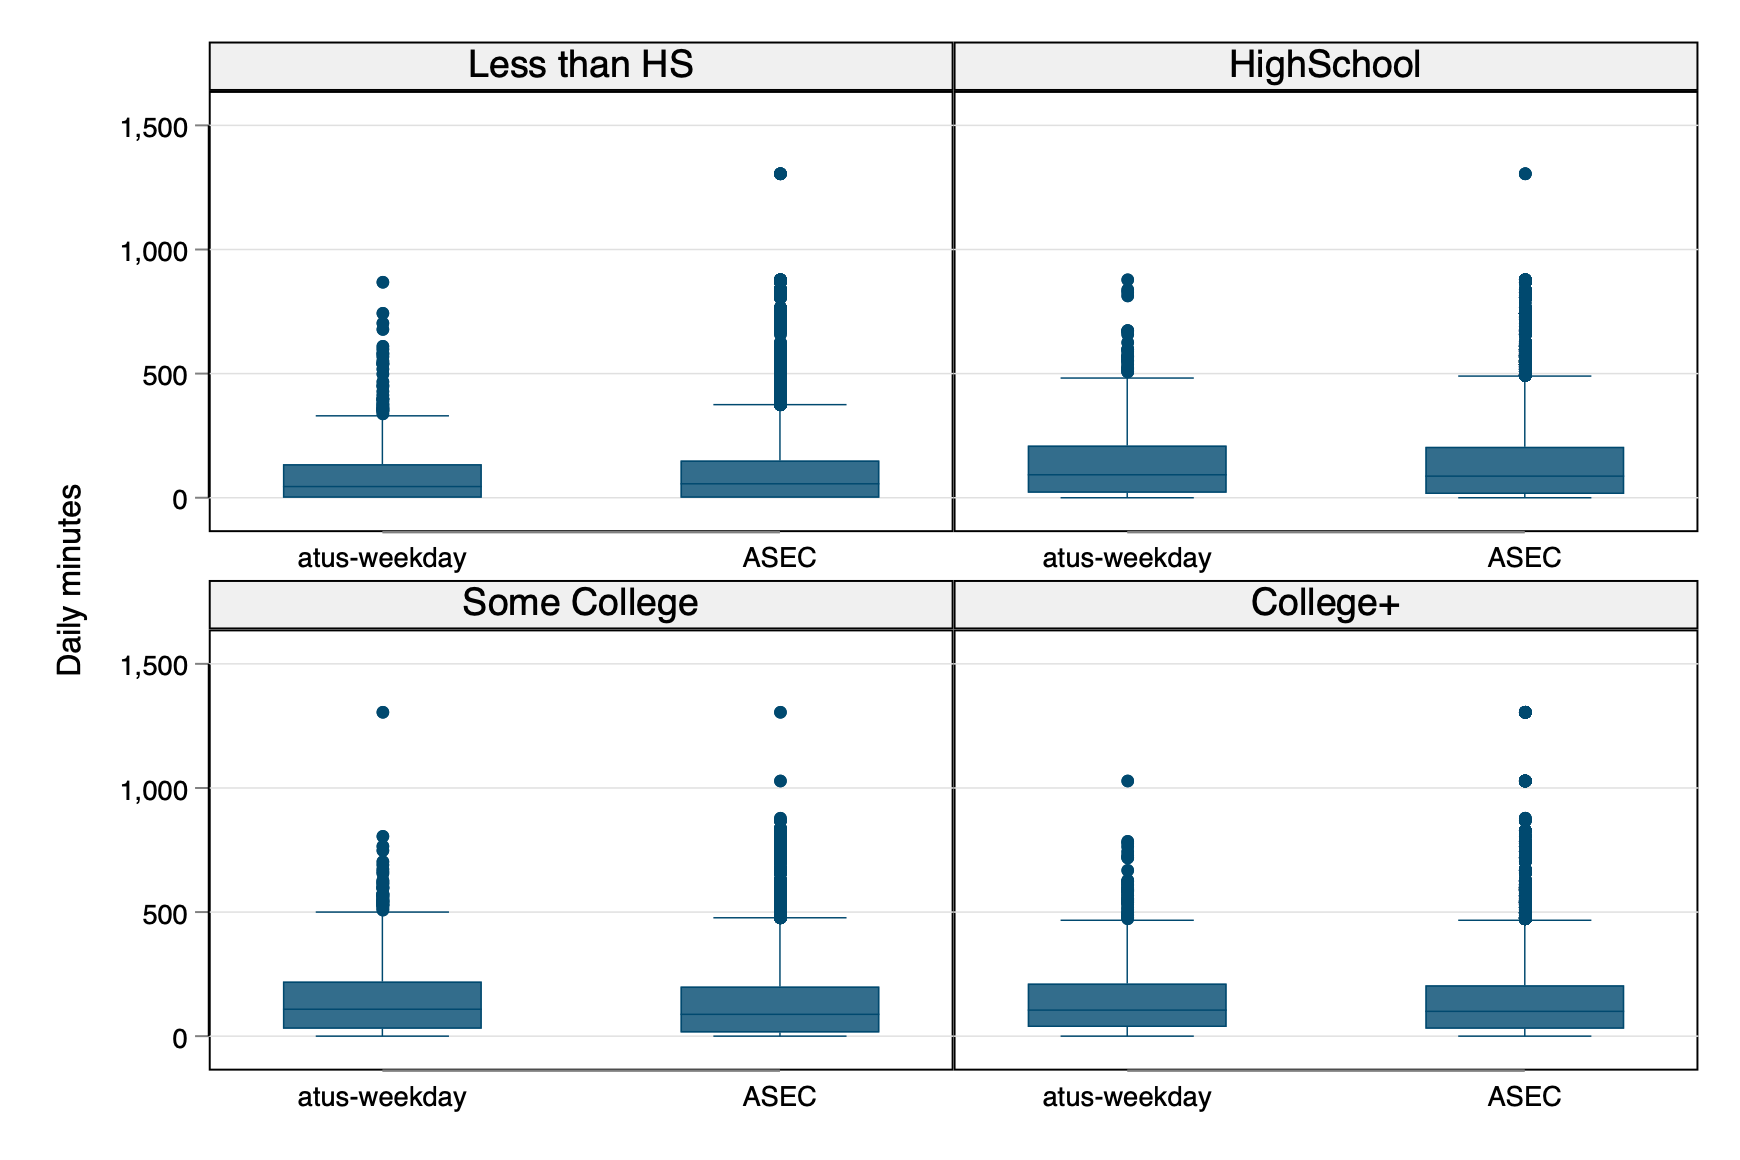 Less than HS
HighSchool
1,500
1,000
500
0
atus-weekday
ASEC
atus-weekday
ASEC
Daily minutes
Some College
College+
1,500
1,000
500
0
atus-weekday
ASEC
atus-weekday
ASEC